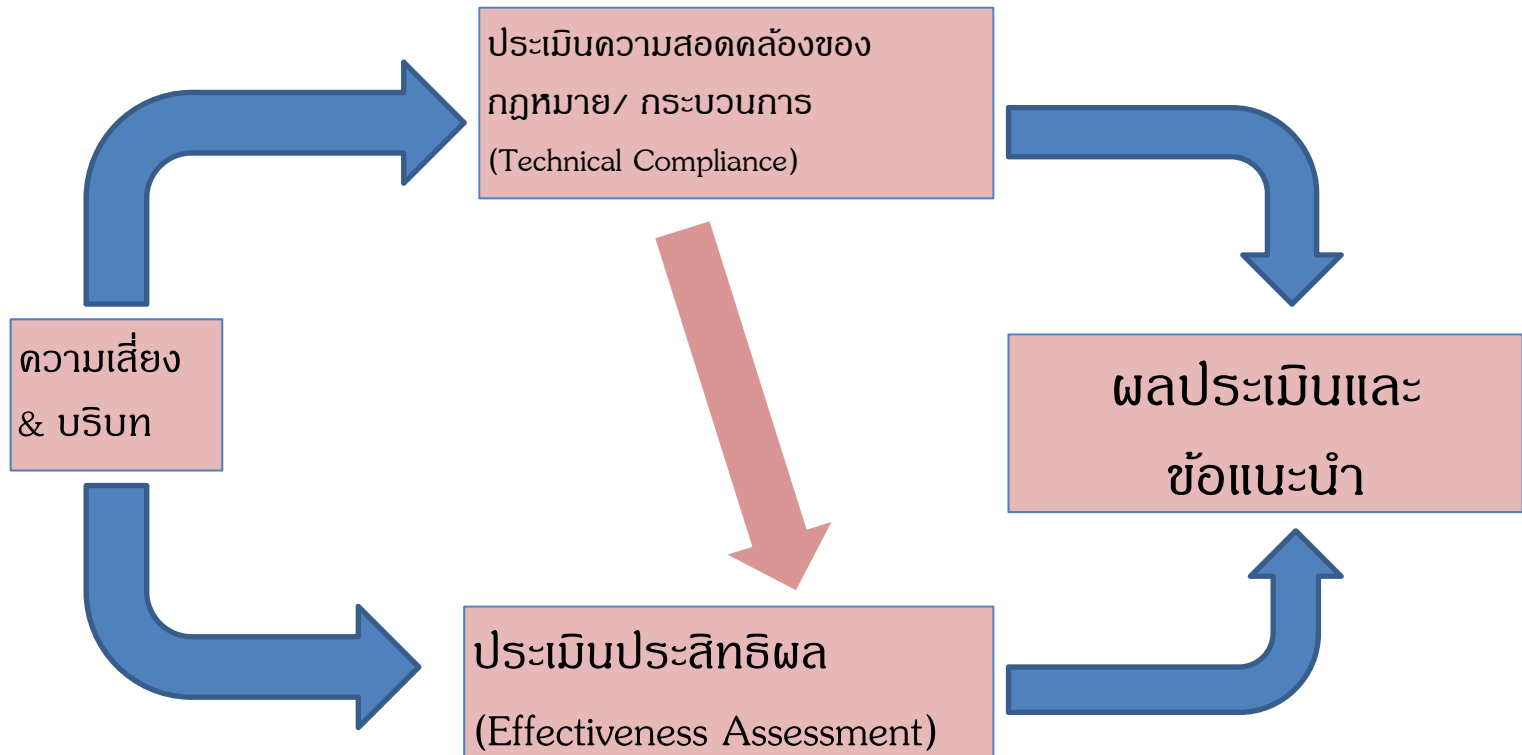 ประเมินความสอดคล้องของ
กฎหมาย/ กระบวนการ
(Technical Compliance)
ความเสี่ยง
& บริบท
ผลประเมินและ
ข้อแนะนำ
ประเมินประสิทธิผล
(Effectiveness Assessment)